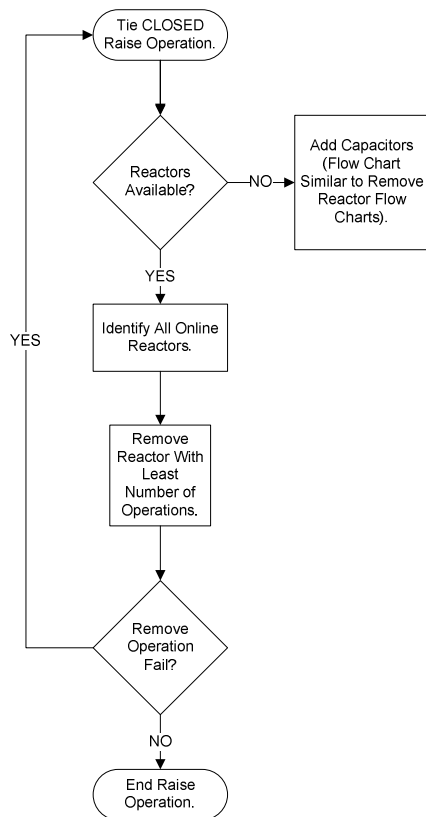 Tie CLOSED
Raise Operation.
Reactors
Available?
NO
Add Capacitors
(Flow Chart
Similar to Remove
Reactor Flow
Charts).
YES
Identify All Online
Reactors.
YES
Remove
Reactor With
Least
Number of
Operations.
Remove
Operation
Fail?
NO
End Raise
Operation.